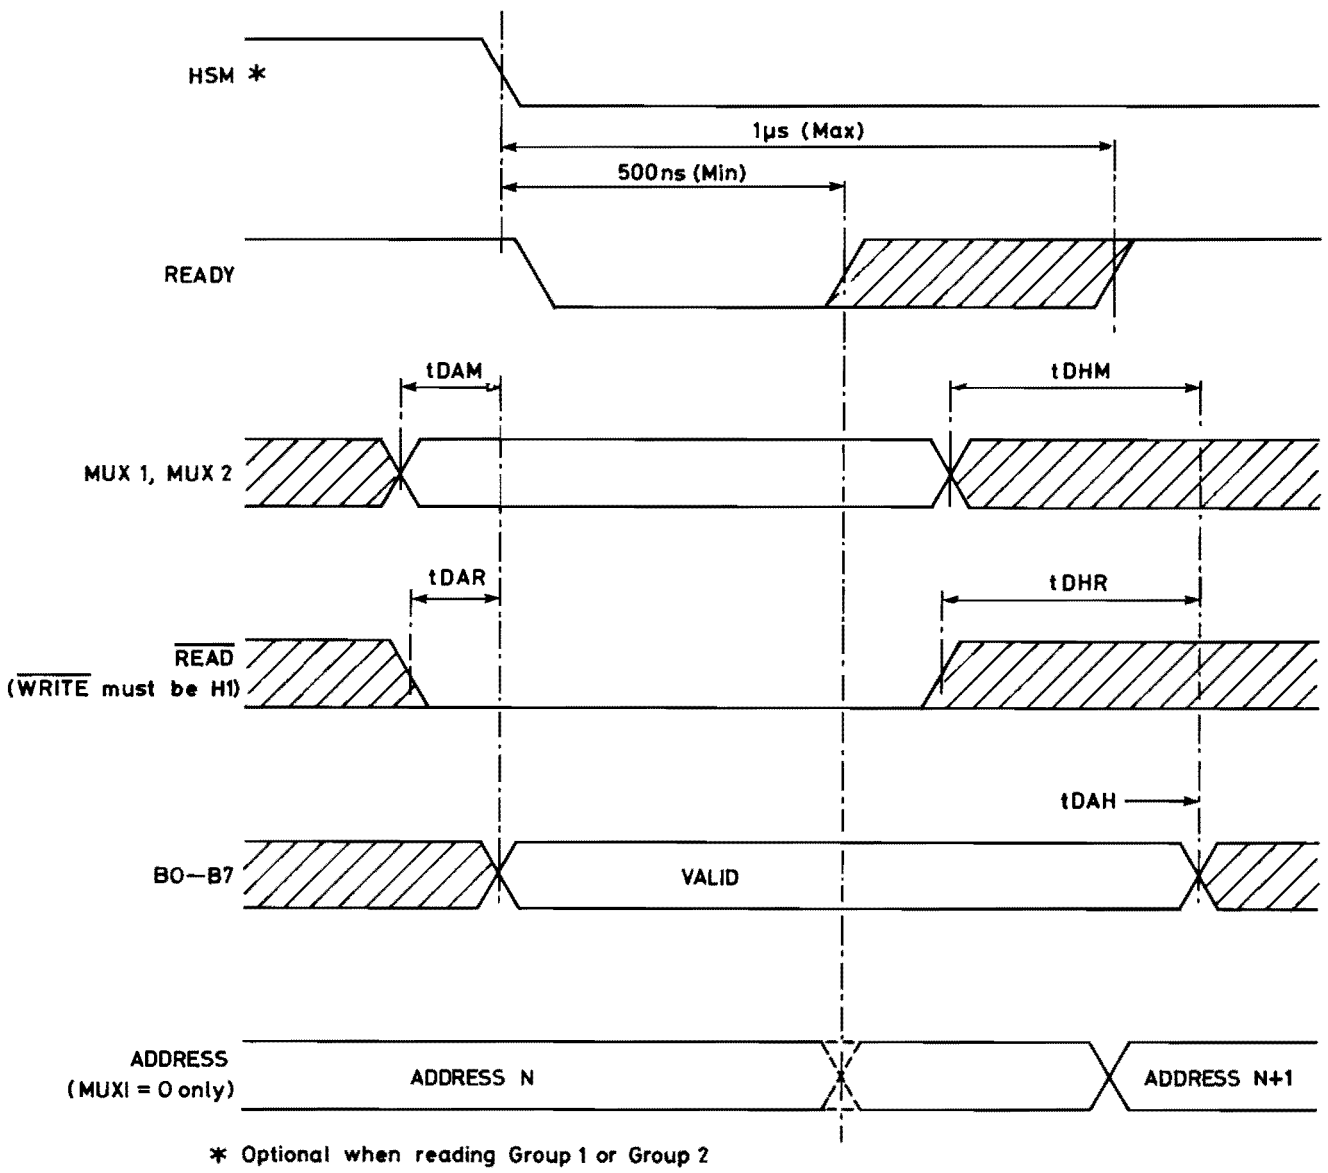 HSM *
1µs (Max)
500ns (Min)
READY
tDAM
tDHM
MUX 1, MUX 2
tDAR
tDHR
READ
(WRITE must be H1)
tDAH
B0–B7
VALID
ADDRESS
(MUXI = 0 only)
ADDRESS N
ADDRESS N+1
* Optional when reading Group 1 or Group 2